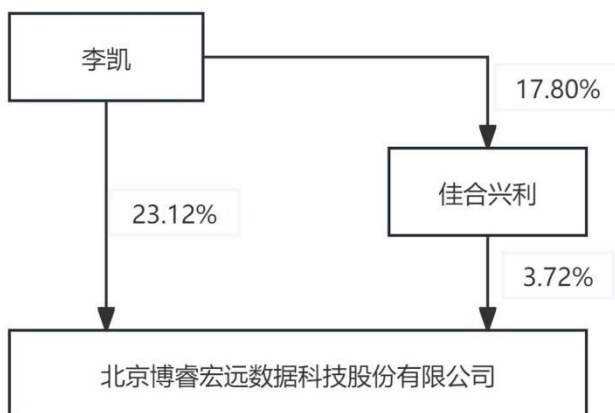 李凯
17.80%
佳合兴利
23.12%
3.72%
北京博睿宏远数据科技股份有限公司